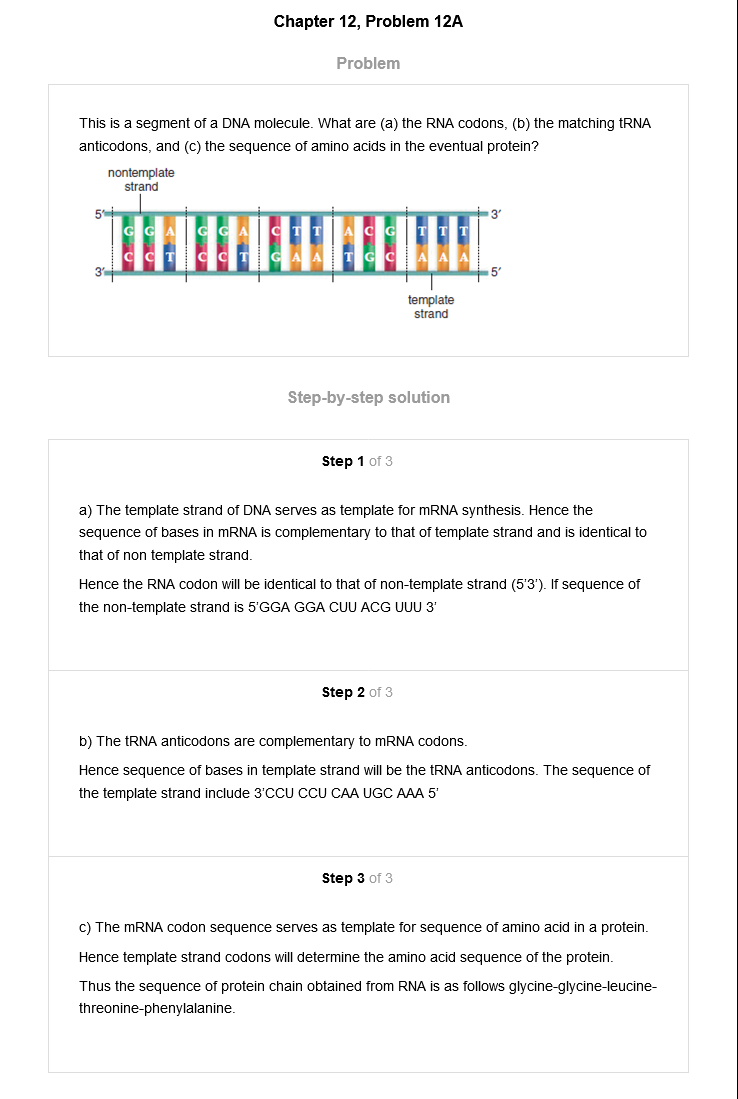 Chapter 12, Problem 12A
Problem
This is a segment of a DNA molecule. What are (a) the RNA codons, (b) the matching tRNA
anticodons, and (c) the sequence of amino acids in the eventual protein?
nontemplate
strand
5′ 3′
G G A G G A C T T A C G T T T
C C T C C T G A A T G C A A A
3′ 5′
template
strand
Step-by-step solution
Step 1 of 3
a) The template strand of DNA serves as template for mRNA synthesis. Hence the
sequence of bases in mRNA is complementary to that of template strand and is identical to
that of non template strand.
Hence the RNA codon will be identical to that of non-template strand (5’3’). If sequence of
the non-template strand is 5’GGA GGA CUU ACG UUU 3’
Step 2 of 3
b) The tRNA anticodons are complementary to mRNA codons.
Hence sequence of bases in template strand will be the tRNA anticodons. The sequence of
the template strand include 3’CCU CCU CAA UGC AAA 5’
Step 3 of 3
c) The mRNA codon sequence serves as template for sequence of amino acid in a protein.
Hence template strand codons will determine the amino acid sequence of the protein.
Thus the sequence of protein chain obtained from RNA is as follows glycine-glycine-leucine-
threonine-phenylalanine.